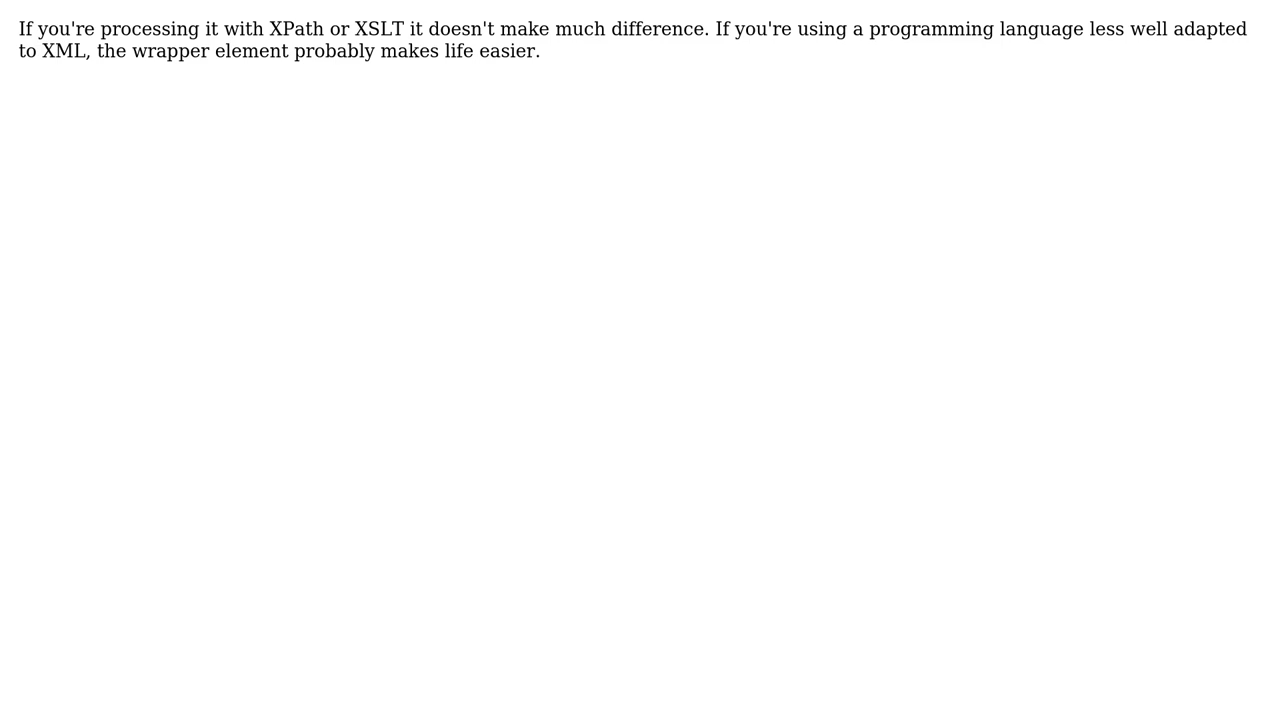 If you're processing it with XPath or XSLT it doesn't make much difference. If you're using a programming language less well adapted
to XML, the wrapper element probably makes life easier.